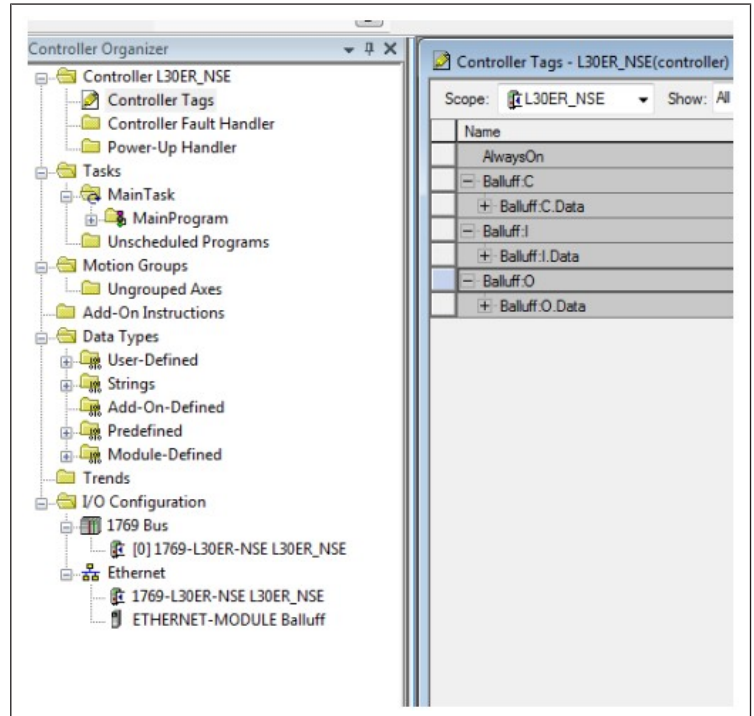 Controller Organizer
Controller L30ER_NSE
Controller Tags
Controller Fault Handler
Power-Up Handler
Tasks
MainTask
MainProgram
Unscheduled Programs
Motion Groups
Ungrouped Axes
Add-On Instructions
Data Types
User-Defined
Strings
Add-On-Defined
Predefined
Module-Defined
Trends
I/O Configuration
1769 Bus
[0] 1769-L30ER-NSE L30ER_NSE
Ethernet
1769-L30ER-NSE L30ER_NSE
ETHERNET-MODULE Balluff
Controller Tags - L30ER_NSE(controller)
Scope: L30ER_NSE Show: All
Name
AlwaysOn
Balluff:C
Balluff:C.Data
Balluff:I
Balluff:I.Data
Balluff:O
Balluff:O.Data